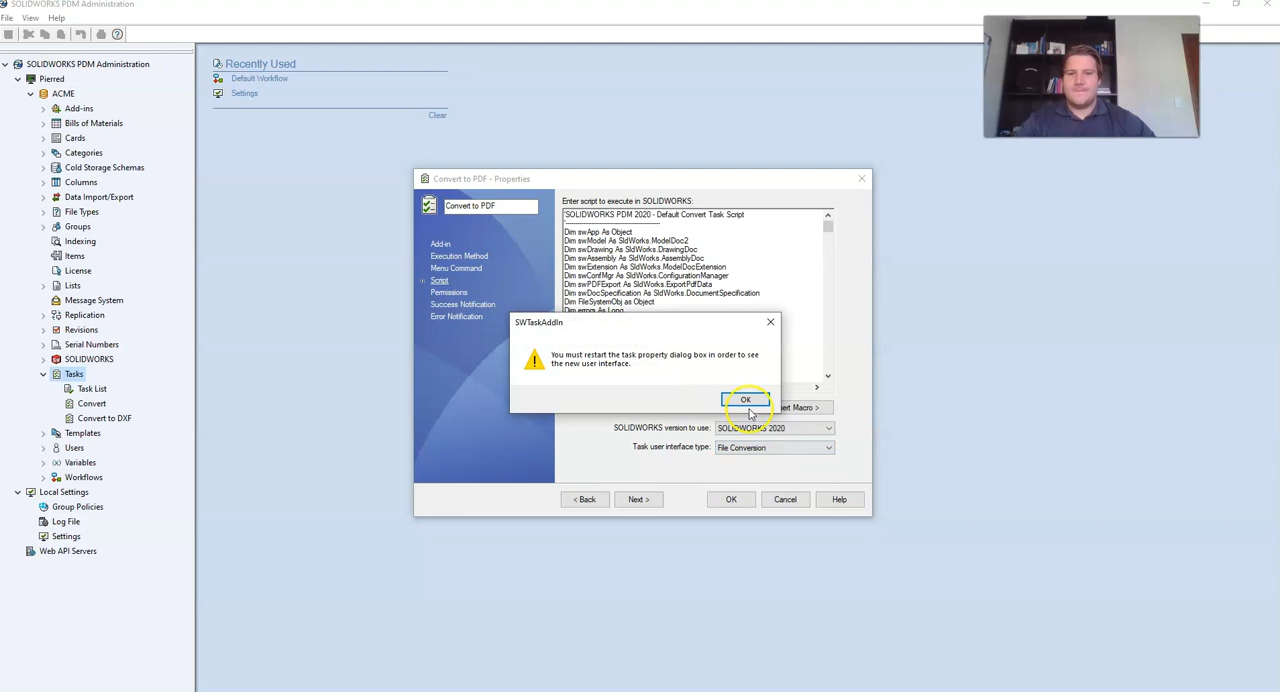 SOLIDWORKS PDM Administration
File View Help
SOLIDWORKS PDM Administration
Pierred
ACME
Add-ins
Bills of Materials
Cards
Categories
Cold Storage Schemas
Columns
Data Import/Export
File Types
Groups
Indexing
Items
License
Lists
Message System
Replication
Revisions
Serial Numbers
SOLIDWORKS
Tasks
Task List
Convert
Convert to DXF
Templates
Users
Variables
Workflows
Local Settings
Group Policies
Log File
Settings
Web API Servers
Recently Used
Default Workflow
Settings
Clear
Convert to PDF - Properties
Convert to PDF
Add-in
Execution Method
Menu Command
Script
Permissions
Success Notification
Error Notification
Enter script to execute in SOLIDWORKS:
'SOLIDWORKS PDM 2020 - Default Convert Task Script
'-----------------------------
Dim swApp As Object
Dim swModel As SldWorks.ModelDoc2
Dim swDrawing As SldWorks.DrawingDoc
Dim swAssembly As SldWorks.AssemblyDoc
Dim swExtension As SldWorks.ModelDocExtension
Dim swConfMgr As SldWorks.ConfigurationManager
Dim swPDFExport As SldWorks.ExportPdfData
Dim swDocSpecification As SldWorks.DocumentSpecification
Dim FileSystemObj as Object
Dim errors As Long
SWTaskAddIn
You must restart the task property dialog box in order to see
the new user interface.
OK
ert Macro >
SOLIDWORKS version to use: SOLIDWORKS 2020
Task user interface type: File Conversion
< Back Next > OK Cancel Help